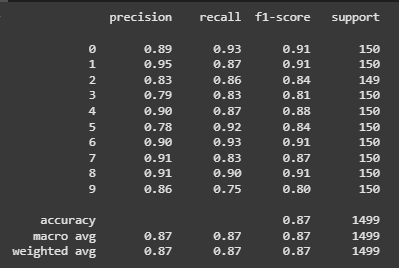 precision recall f1-score support
0 0.89 0.93 0.91 150
1 0.95 0.87 0.91 150
2 0.83 0.86 0.84 149
3 0.79 0.83 0.81 150
4 0.90 0.87 0.88 150
5 0.78 0.92 0.84 150
6 0.90 0.93 0.91 150
7 0.91 0.83 0.87 150
8 0.91 0.90 0.91 150
9 0.86 0.75 0.80 150
accuracy 0.87 1499
macro avg 0.87 0.87 0.87 1499
weighted avg 0.87 0.87 0.87 1499